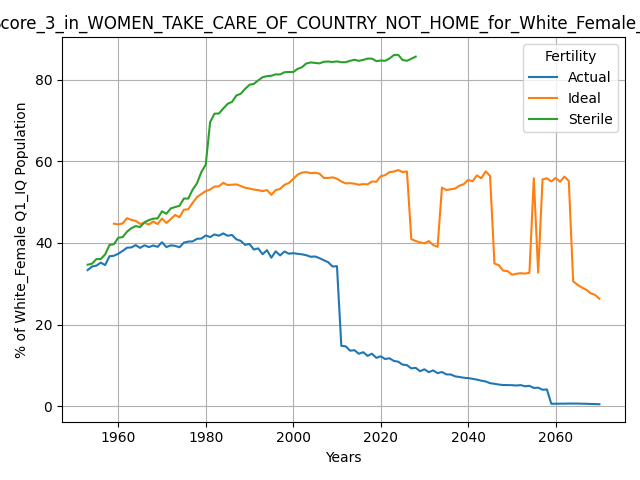 core_3_in_WOMEN_TAKE_CARE_OF_COUNTRY_NOT_HOME_for_White_Female_
% of White_Female Q1_IQ Population
80
60
40
20
0
Fertility
Actual
Ideal
Sterile
1960 1980 2000 2020 2040 2060
Years